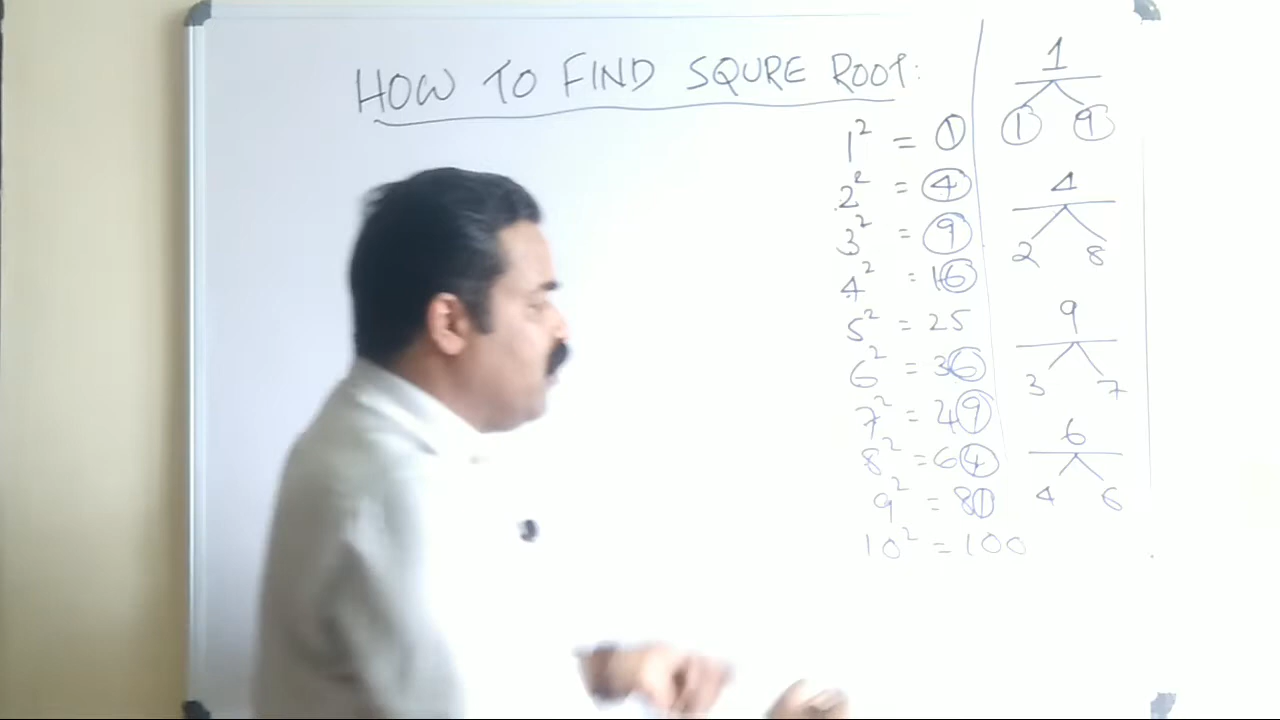 HOW TO FIND SQURE ROOT:
1² = 1
2² = 4
3² = 9
4² = 16
5² = 25
6² = 36
7² = 49
8² = 64
9² = 81
10² = 100
1
1 9
4
2 8
9
3 7
6
4 6